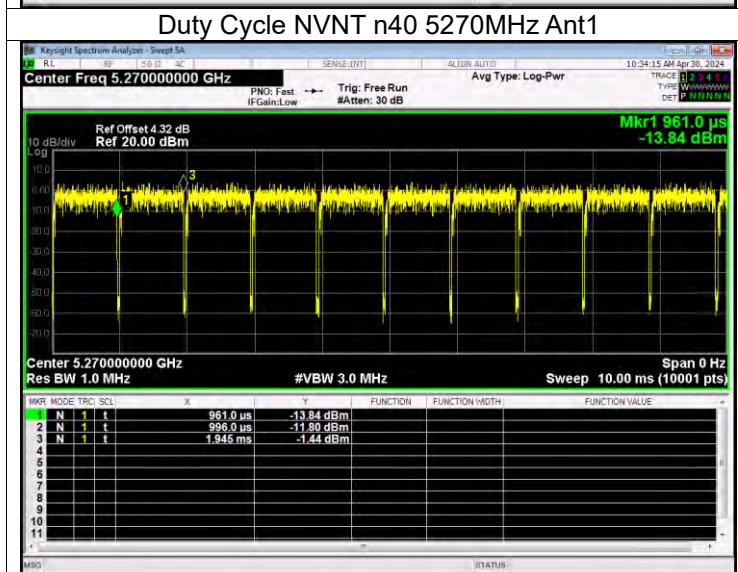 Duty Cycle NVNT n40 5270MHz Ant1
Keysight Spectrum Analyzer - Swept SA
RL RF 50 Ω AC SENSE:INT ALIGN AUTO 10:34:15 AM Apr 30, 2024
Center Freq 5.270000000 GHz Avg Type: Log-Pwr TRACE 1 2 3 4 5 6
PNO: Fast Trig: Free Run TYPE WWWWWW
IFGain:Low #Atten: 30 dB DET P N N N N N
Mkr1 961.0 µs
Ref Offset 4.32 dB
10 dB/div Ref 20.00 dBm -13.84 dBm
Log
10.0
0.00
-10.0
-20.0
-30.0
-40.0
-50.0
-60.0
-70.0
1
3
Center 5.270000000 GHz Span 0 Hz
Res BW 1.0 MHz #VBW 3.0 MHz Sweep 10.00 ms (10001 pts)
MKR MODE TRC SCL X Y FUNCTION FUNCTION WIDTH FUNCTION VALUE
1 N 1 t 961.0 µs -13.84 dBm
2 N 1 t 996.0 µs -11.80 dBm
3 N 1 t 1.945 ms -1.44 dBm
4
5
6
7
8
9
10
11
MSG STATUS